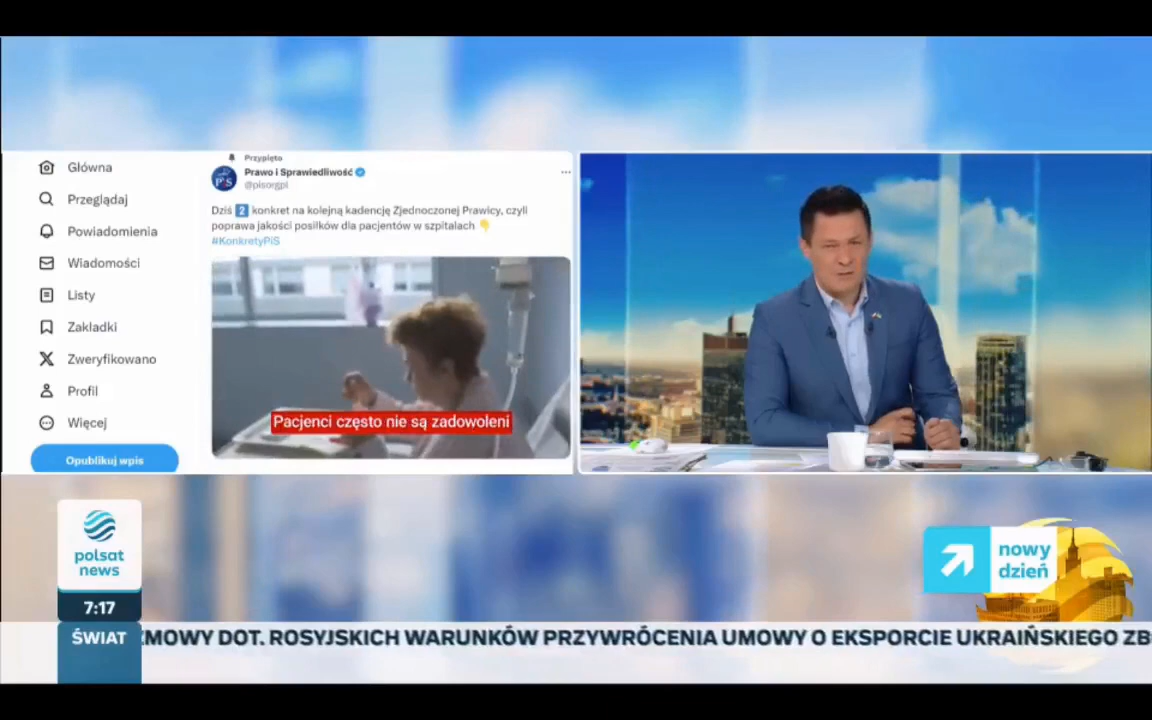 Główna
Przeglądaj
Powiadomienia
Wiadomości
Listy
Zakładki
Zweryfikowano
Profil
Więcej
Opublikuj wpis
Przypięto
Prawo i Sprawiedliwość
@pisorgpl
Dziś 2 konkret na kolejną kadencję Zjednoczonej Prawicy, czyli
poprawa jakości posiłków dla pacjentów w szpitalach 👇
#KonkretyPiS
Pacjenci często nie są zadowoleni
polsat
news
nowy
dzień
7:17
ŚWIAT
ZMOWY DOT. ROSYJSKICH WARUNKÓW PRZYWRÓCENIA UMOWY O EKSPORCIE UKRAIŃSKIEGO ZB